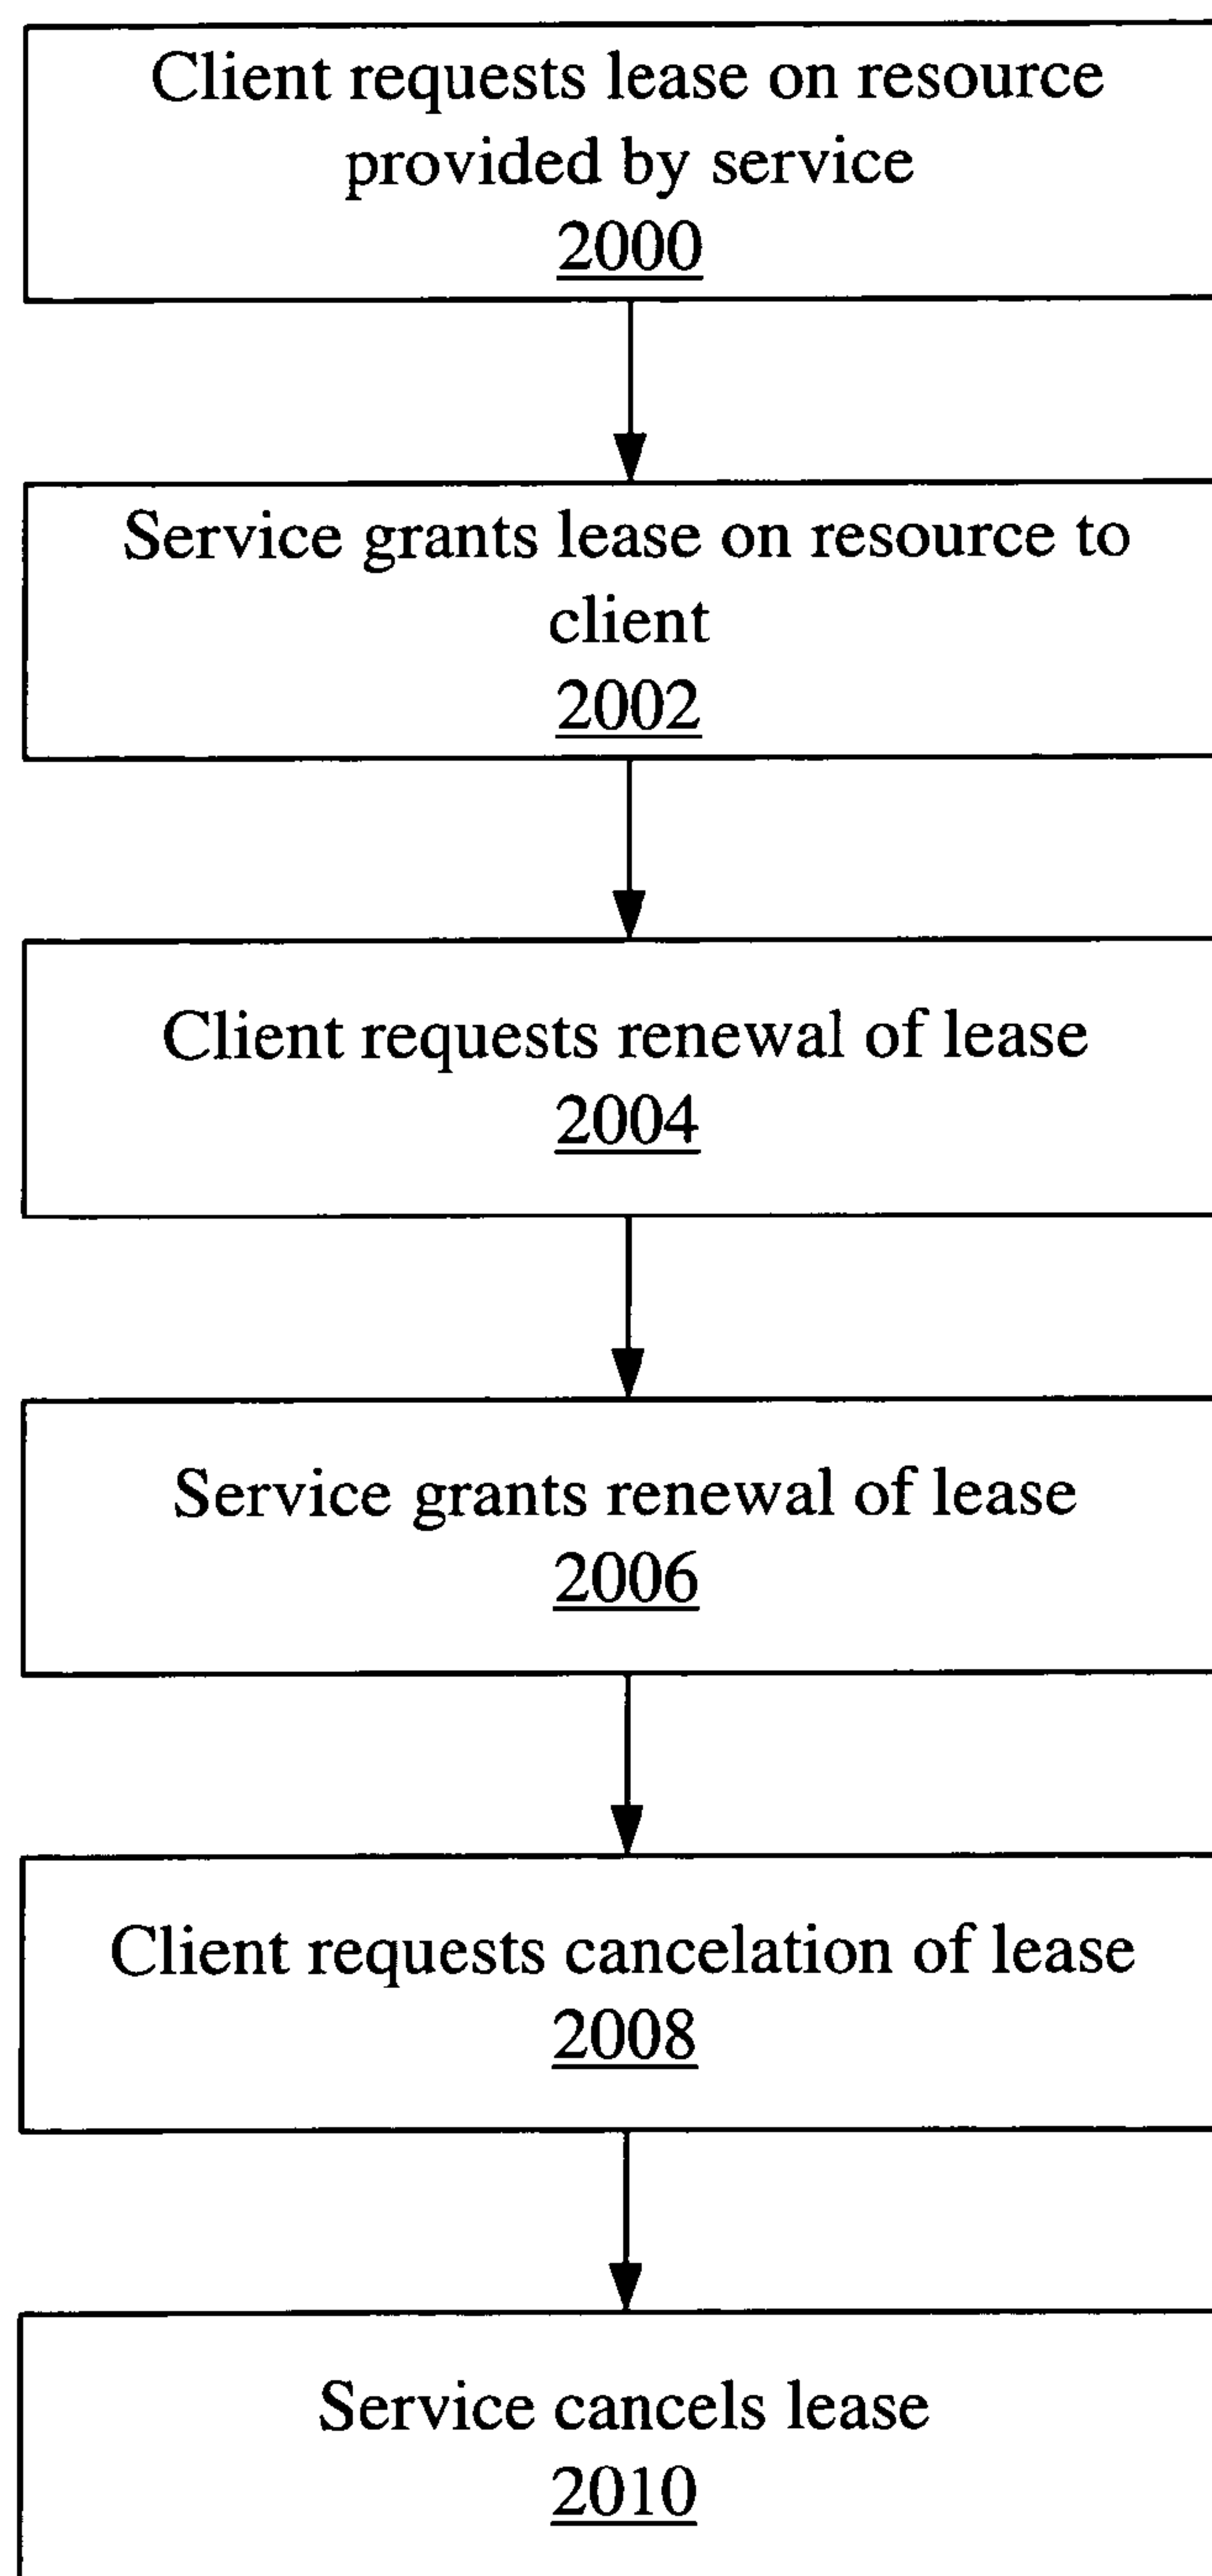 Client requests lease on resource
provided by service
2000
Service grants lease on resource to
client
2002
Client requests renewal of lease
2004
Service grants renewal of lease
2006
Client requests cancelation of lease
2008
Service cancels lease
2010